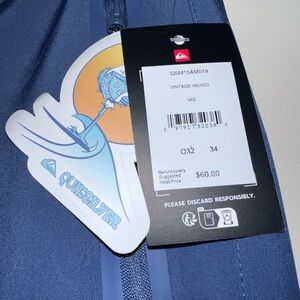 QUIKSILVER
QSM15AM019
VINTAGE INDIGO
VIG
O32 34
Manufacturer's
Suggested
Retail Price
$60.00
PLEASE DISCARD RESPONSIBLY.